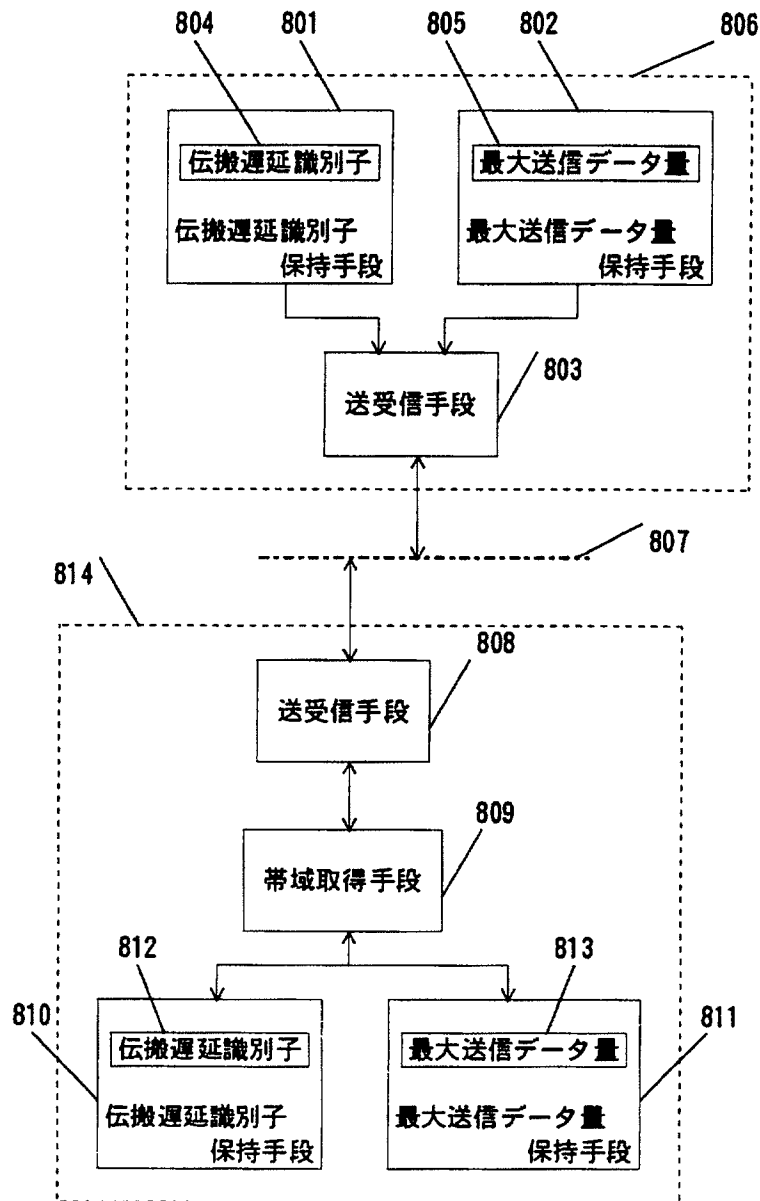 804
801
805
802
806
伝搬遅延識別子
最大送信データ量
伝搬遅延識別子
保持手段
最大送信データ量
保持手段
803
送受信手段
807
814
808
送受信手段
809
帯域取得手段
812
813
810
811
伝搬遅延識別子
最大送信データ量
伝搬遅延識別子
保持手段
最大送信データ量
保持手段